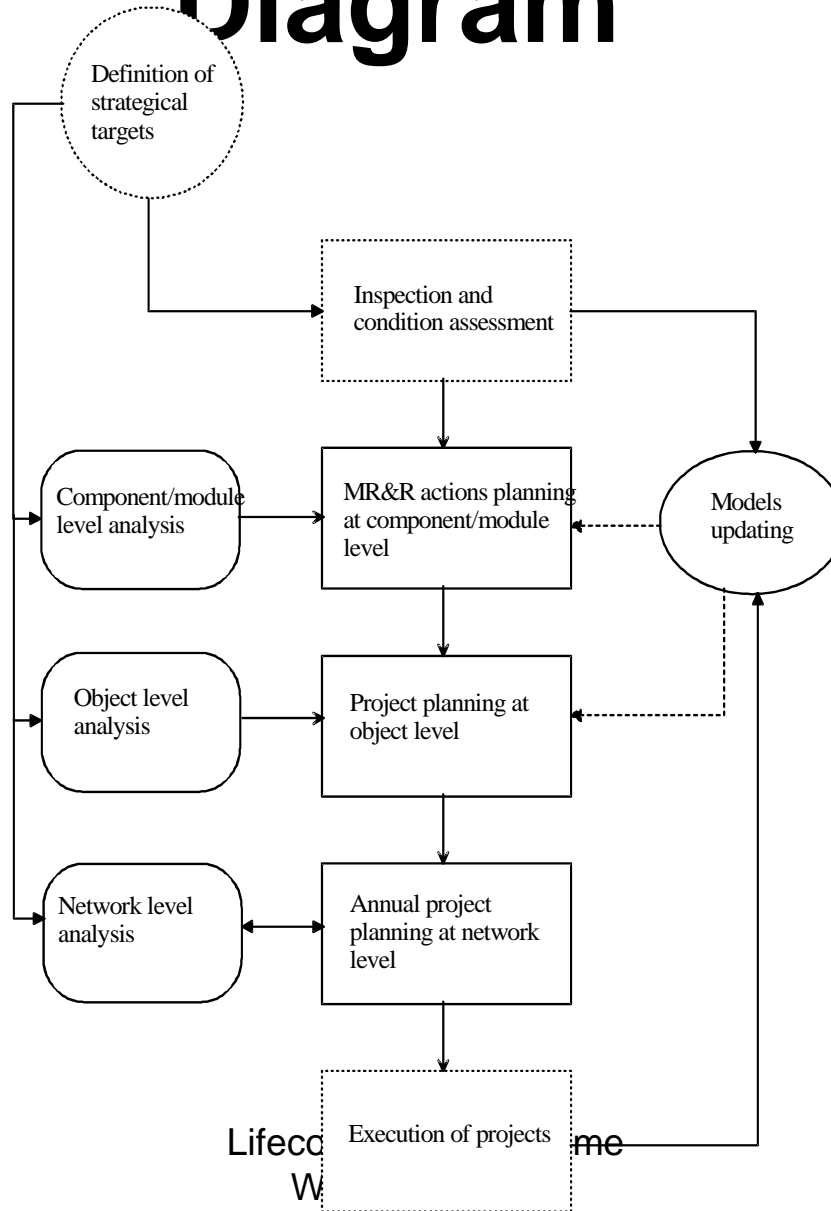 Diagram
Definition of
strategical
targets
Inspection and
condition assessment
Component/module
level analysis
MR&R actions planning
at component/module
level
Models
updating
Object level
analysis
Project planning at
object level
Network level
analysis
Annual project
planning at network
level
Execution of projects